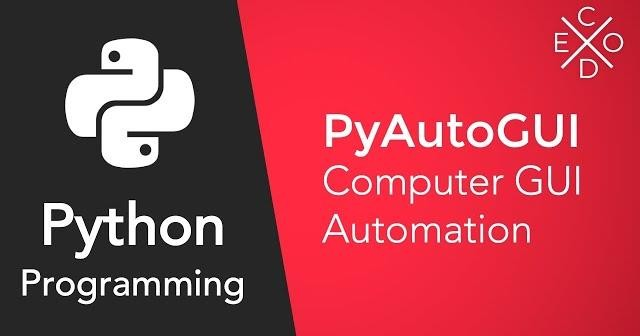 Python
Programming
PyAutoGUI
Computer GUI
Automation
C
E O
D